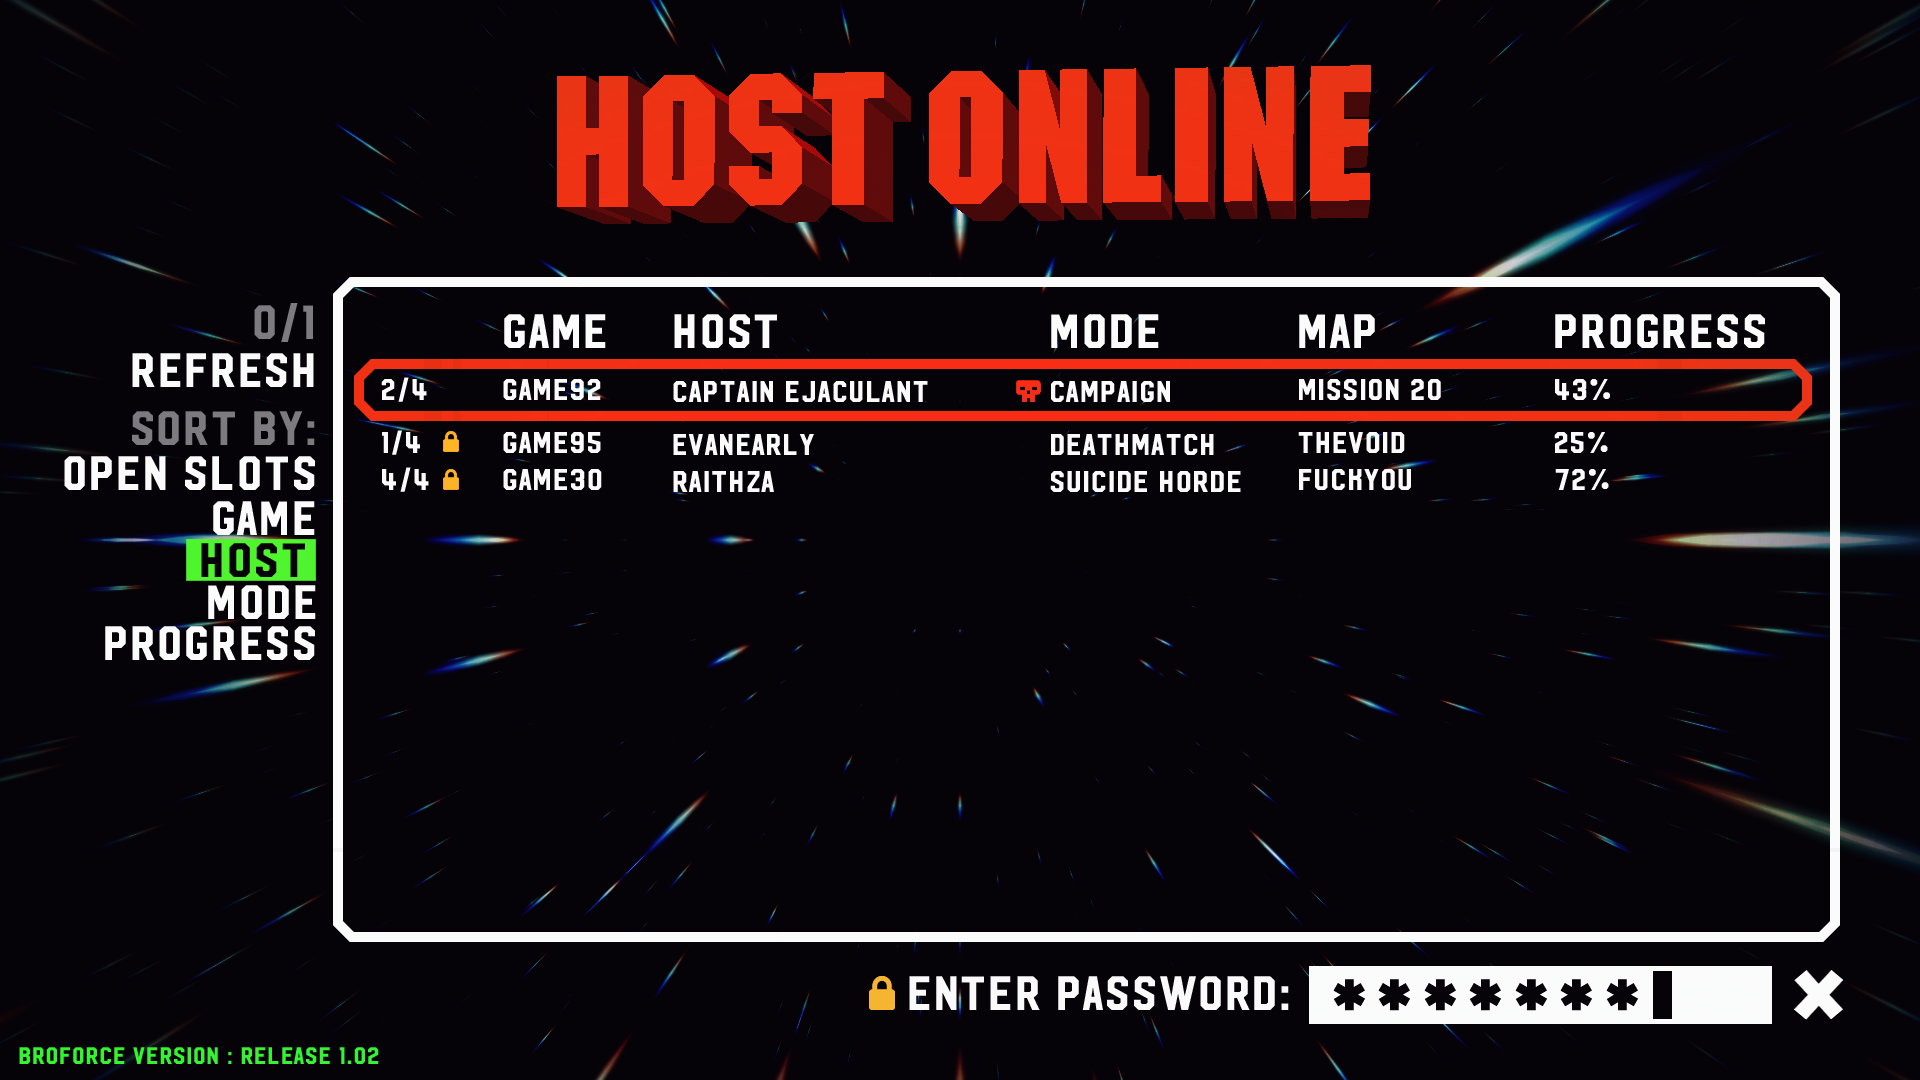 HOST ONLINE
0/1
REFRESH
SORT BY:
OPEN SLOTS
GAME
HOST
MODE
PROGRESS
GAME HOST MODE MAP PROGRESS
2/4 GAME92 CAPTAIN EJACULANT CAMPAIGN MISSION 20 43%
1/4 GAME95 EVANEARLY DEATHMATCH THEVOID 25%
4/4 GAME30 RAITHZA SUICIDE HORDE FUCKYOU 72%
ENTER PASSWORD: *******
BROFORCE VERSION : RELEASE 1.02